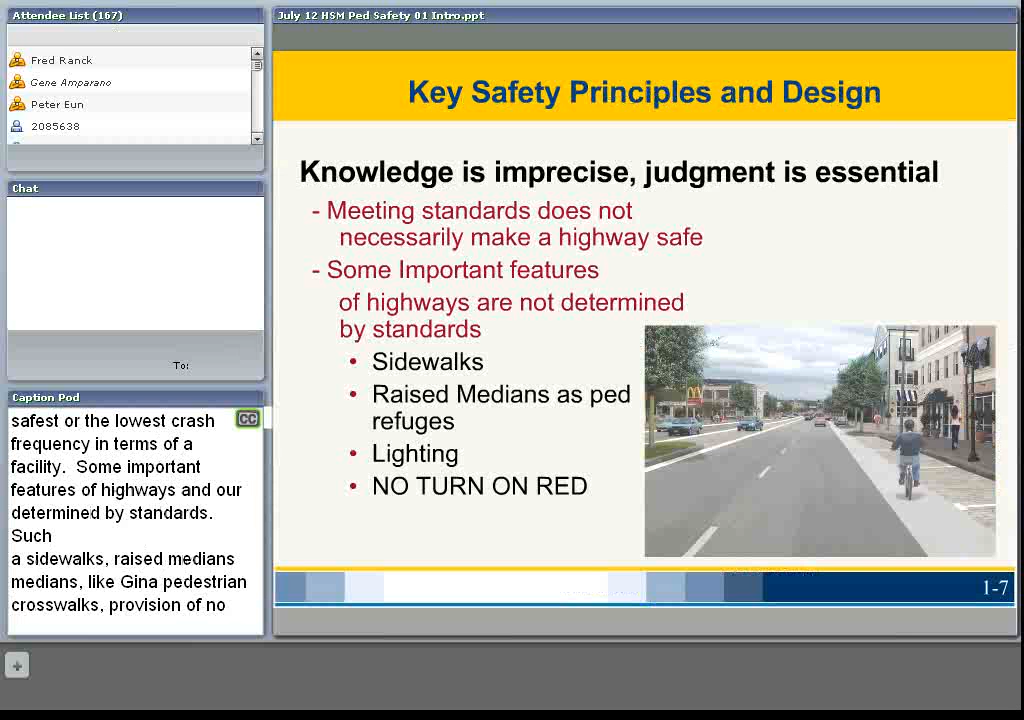 Attendee List (167)
Fred Ranck
Gene Amparano
Peter Eun
2085638
Chat
To:
Caption Pod
safest or the lowest crash
CC
frequency in terms of a
facility.  Some important
features of highways and our
determined by standards.
Such
a sidewalks, raised medians
medians, like Gina pedestrian
crosswalks, provision of no
July 12 HSM Ped Safety 01 Intro.ppt
Key Safety Principles and Design
Knowledge is imprecise, judgment is essential
- Meeting standards does not
necessarily make a highway safe
- Some Important features
of highways are not determined
by standards
• Sidewalks
• Raised Medians as ped
refuges
• Lighting
• NO TURN ON RED
1-7